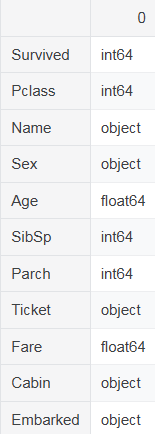 0
Survived int64
Pclass int64
Name object
Sex object
Age float64
SibSp int64
Parch int64
Ticket object
Fare float64
Cabin object
Embarked object